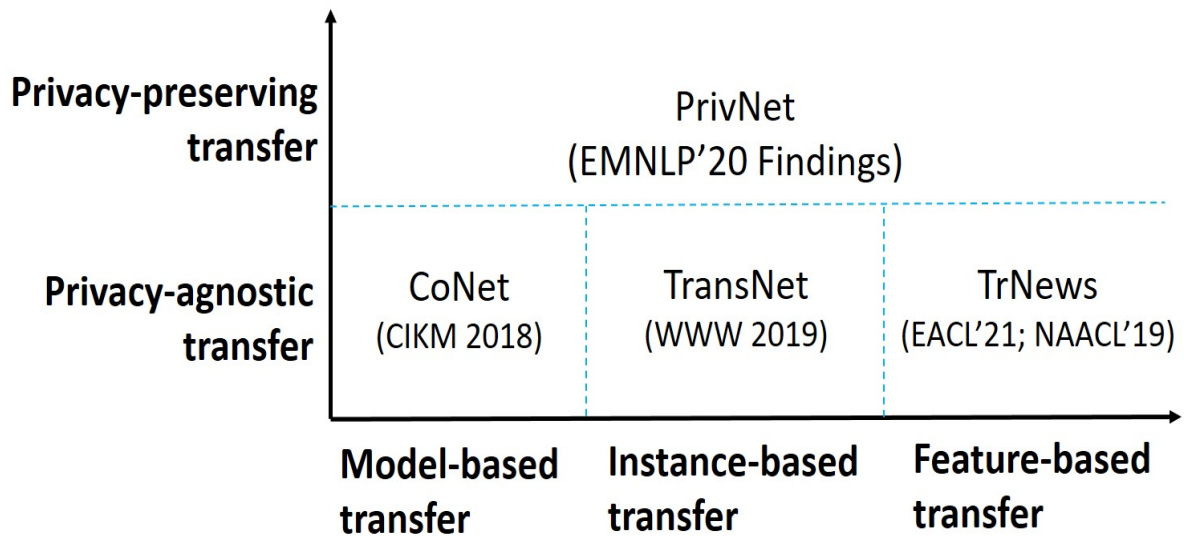 Privacy-preserving
transfer
PrivNet
(EMNLP’20 Findings)
Privacy-agnostic
transfer
CoNet
(CIKM 2018)
TransNet
(WWW 2019)
TrNews
(EACL’21; NAACL’19)
Model-based
transfer
Instance-based
transfer
Feature-based
transfer